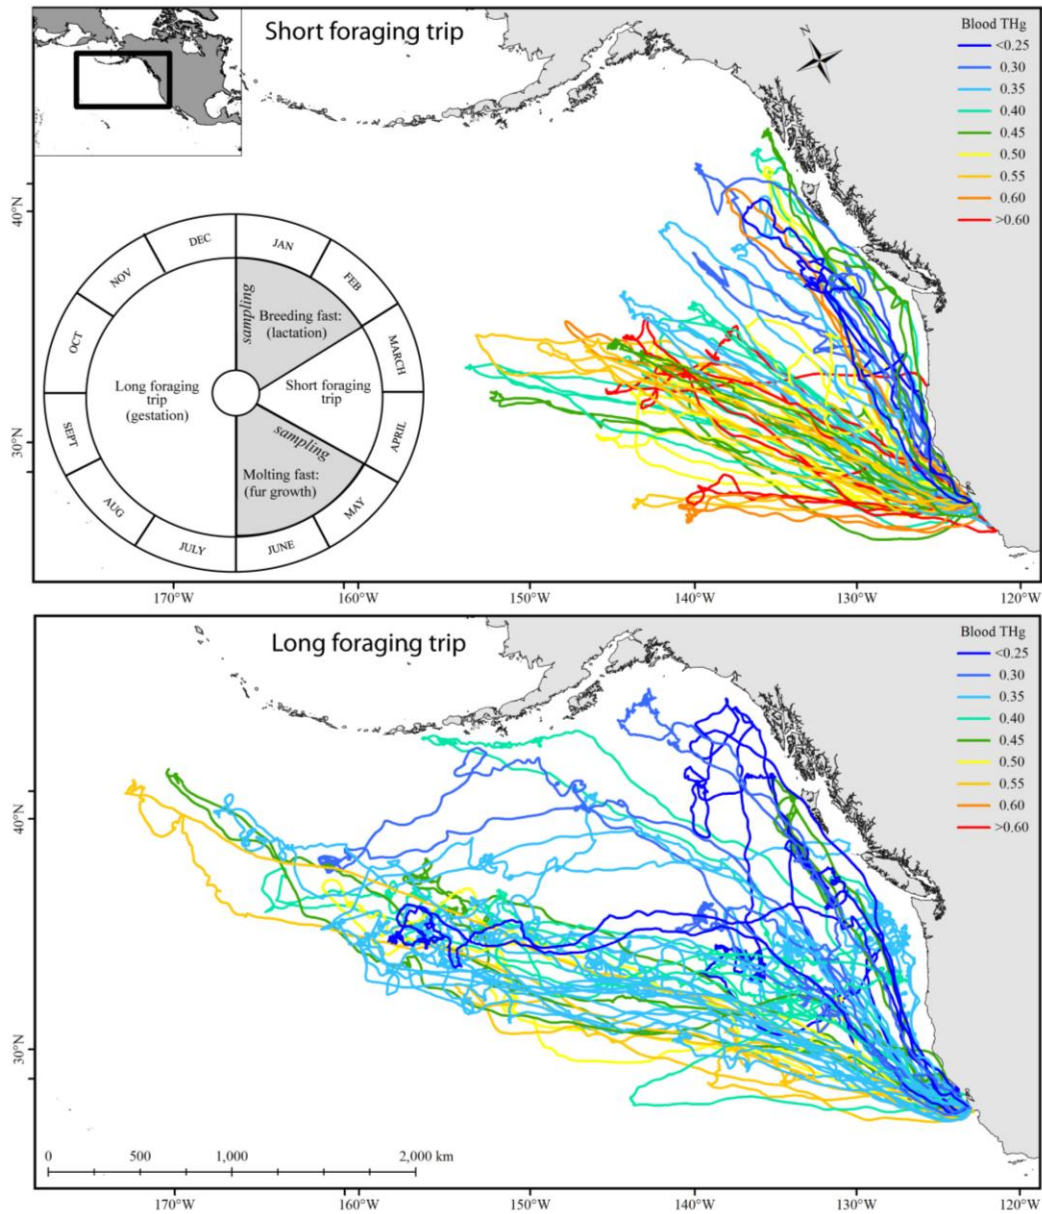 Short foraging trip
N
Blood THg
<0.25
0.30
0.35
0.40
0.45
0.50
0.55
0.60
>0.60
40°N
30°N
DEC
JAN
NOV
FEB
OCT
MARCH
SEPT
APRIL
AUG
MAY
JULY
JUNE
sampling
Breeding fast:
(lactation)
Long foraging
trip
(gestation)
Short foraging
trip
sampling
Molting fast:
(fur growth)
170°W
160°W
150°W
140°W
130°W
120°W
Long foraging trip
Blood THg
<0.25
0.30
0.35
0.40
0.45
0.50
0.55
0.60
>0.60
40°N
30°N
0 500 1,000 2,000 km
170°W
160°W
150°W
140°W
130°W
120°W